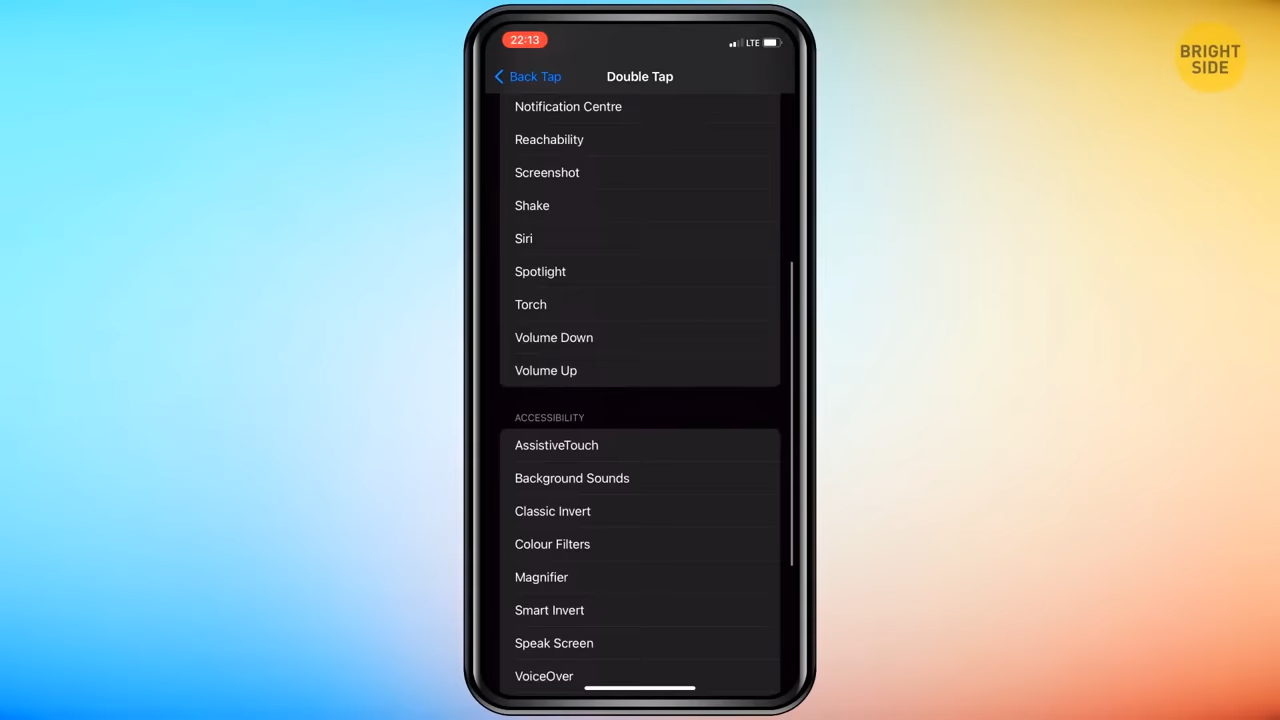 22:13
LTE
BRIGHT
SIDE
Back Tap
Double Tap
Notification Centre
Reachability
Screenshot
Shake
Siri
Spotlight
Torch
Volume Down
Volume Up
ACCESSIBILITY
AssistiveTouch
Background Sounds
Classic Invert
Colour Filters
Magnifier
Smart Invert
Speak Screen
VoiceOver